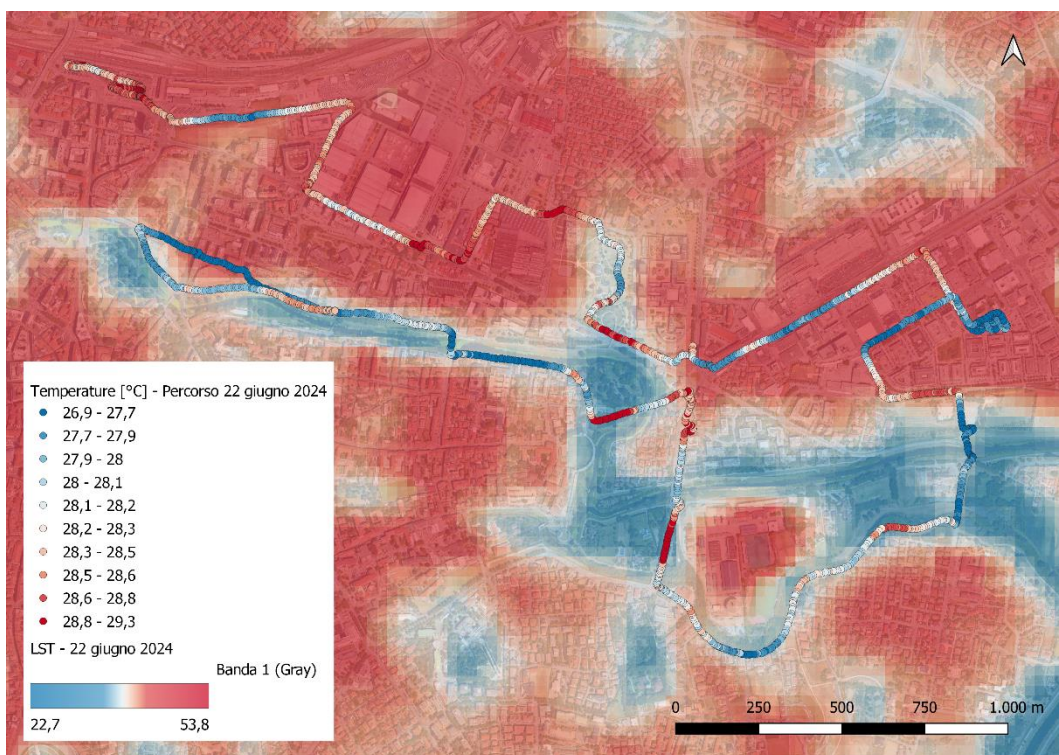 Temperature [°C] - Percorso 22 giugno 2024
26,9 - 27,7
27,7 - 27,9
27,9 - 28
28 - 28,1
28,1 - 28,2
28,2 - 28,3
28,3 - 28,5
28,5 - 28,6
28,6 - 28,8
28,8 - 29,3
LST - 22 giugno 2024
Banda 1 (Gray)
22,7 53,8
0 250 500 750 1.000 m